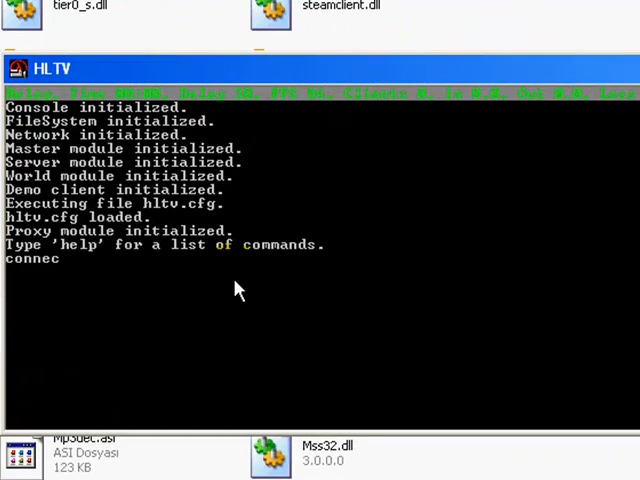 tier0_s.dll
steamclient.dll
HLTV
Console initialized.
FileSystem initialized.
Network initialized.
Master module initialized.
Server module initialized.
World module initialized.
Demo client initialized.
Executing file hltv.cfg.
hltv.cfg loaded.
Proxy module initialized.
Type 'help' for a list of commands.
connec
Mp3dec.asi
ASI Dosyası
123 KB
Mss32.dll
3.0.0.0